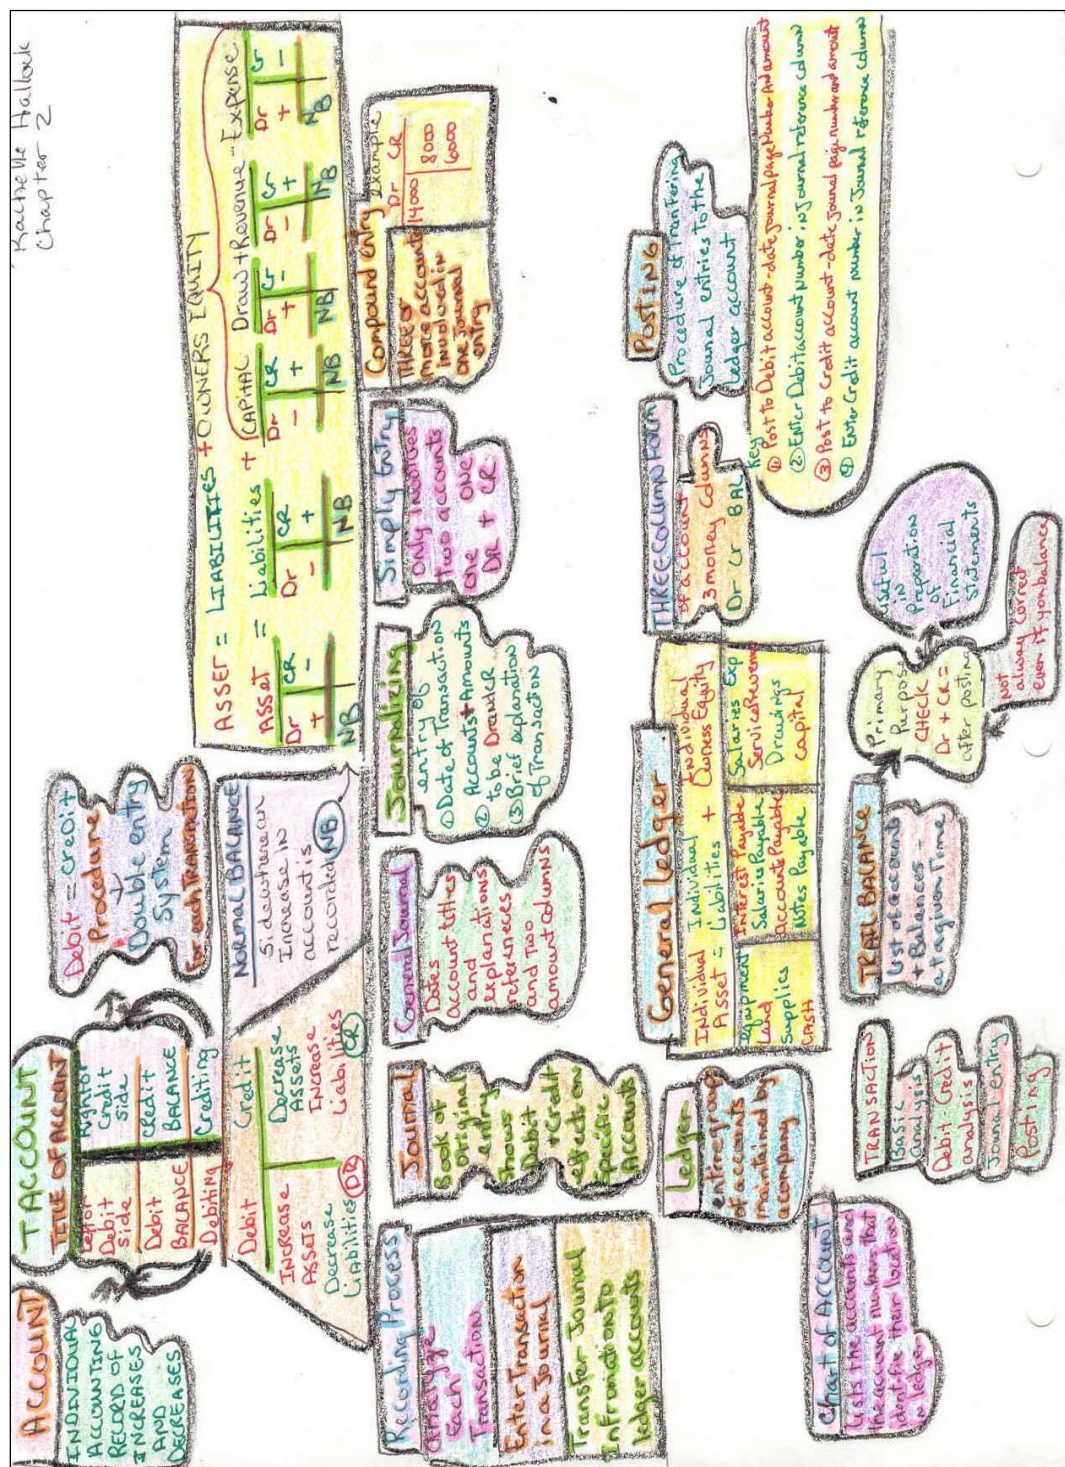 Rachelle Hallock
Chapter 2
ACCOUNT
INDIVIDUAL
ACCOUNTING
RECORD OF
INCREASES
AND
DECREASES
T ACCOUNT
TITLE OF ACCOUNT
Left or
Debit
side
Right or
Credit
side
Debit
BALANCE
Credit
BALANCE
Debiting
Crediting
Debit = Credit
Procedure
Double entry
System
For each TRANSACTION
Debit
Credit
INCREASE
ASSETS
Decrease
Liabilities DR
Decrease
ASSETS
INCREASE
Liabilities CR
NORMAL BALANCE
Side where an
Increase in
account is
recorded NB
ASSET = LIABILITIES + OWNERS EQUITY
ASSET = Liabilities + CAPITAL Draw + Revenue - Expense
Dr CR Dr CR Dr CR Dr Cr Dr Cr Dr Cr
+ - - + - + + - - + + -
NB NB NB NB NB NB
Recording Process
Analyze
Each
Transaction
Enter Transaction
in a Journal
Transfer Journal
Infromation to
ledger accounts
Journal
Book of
Original
entry
Shows
Debit
+ Credit
effects on
Specific
Accounts
General Journal
Dates
account titles
and
explanations
refereneces
and Two
amount columns
Journalizing
entry of
① Date of Transaction
② Accounts + Amounts
to be Dr and CR
③ Brief explanation
of Transaction
Simply Entry
Only involves
Two accounts
one + ONE
DR CR
Compound Entry
THREE or
more accounts
involved in
one Journal
entry
example
Dr CR
14000 8000
6000
Ledger
entire group
of accounts
maintained by
a company
General Ledger
Individual Individual Individual
Asset = Liabilities + Owners Equity
Equipment
Land
Supplies
CASH
Interest Payable
Salaries Payable
Accounts Payable
Notes Payable
Salaries Exp
Service Revenue
Drawings
Capital
THREE Column Form
of a account
3 money columns
Dr Cr BAL
Posting
Procedure of Tranfering
Journal entries to the
Ledger account
Key
① Post to Debit account - date journal page Number And amount
② Enter Debit account Number in journal reference column
③ Post to Credit account - date journal page number and amount
④ Enter Credit account number in Journal reference column
Chart of Account
Lists the accounts and
the account numbers that
identifie their location
in ledger
TRANSACTION
Basic
analysis
Debit-Credit
analysis
Journal entry
Posting
TRAIL BALANCE
List of accounts
+ Balances -
at a given Time
Primary
Purpose
CHECK
Dr + Cr =
after posting
Useful
in
Preparation
of
Financial
Statements
Not
always correct
even if you balance